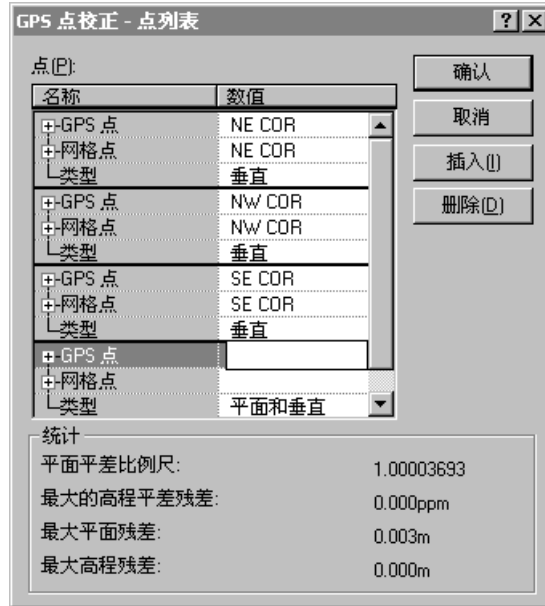 GPS 点校正 - 点列表
点(P):
名称 数值
GPS 点 NE COR
网格点 NE COR
类型 垂直
GPS 点 NW COR
网格点 NW COR
类型 垂直
GPS 点 SE COR
网格点 SE COR
类型 垂直
GPS 点
网格点
类型 平面和垂直
确认
取消
插入(I)
删除(D)
统计
平面平差比例尺: 1.00003693
最大的高程平差残差: 0.000ppm
最大平面残差: 0.003m
最大高程残差: 0.000m